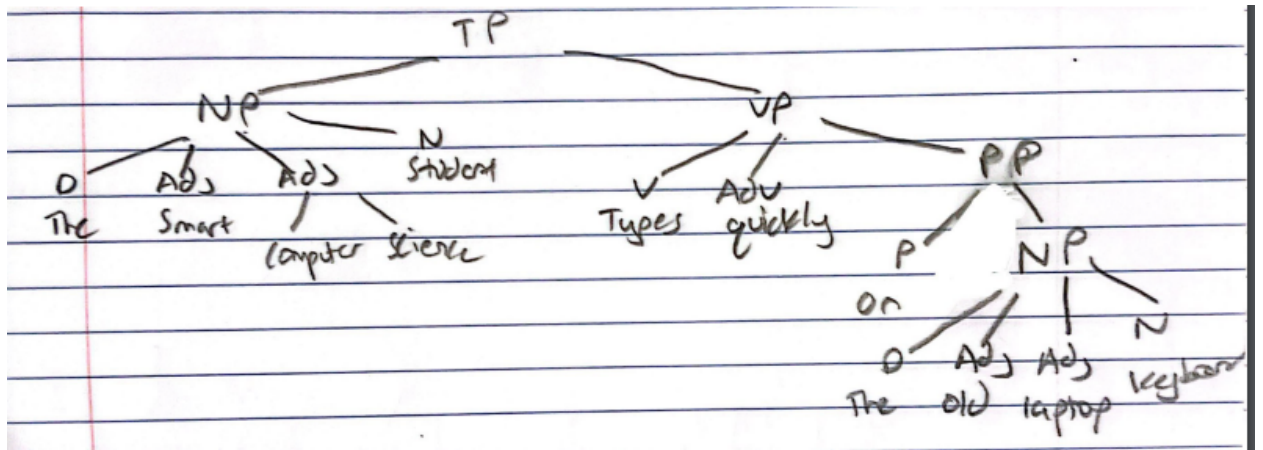 TP
NP VP
N PP
D Adj Adj Student V Adv
The Smart Types quickly
Computer Science P NP
On
D Adj Adj N
The old laptop keyboard